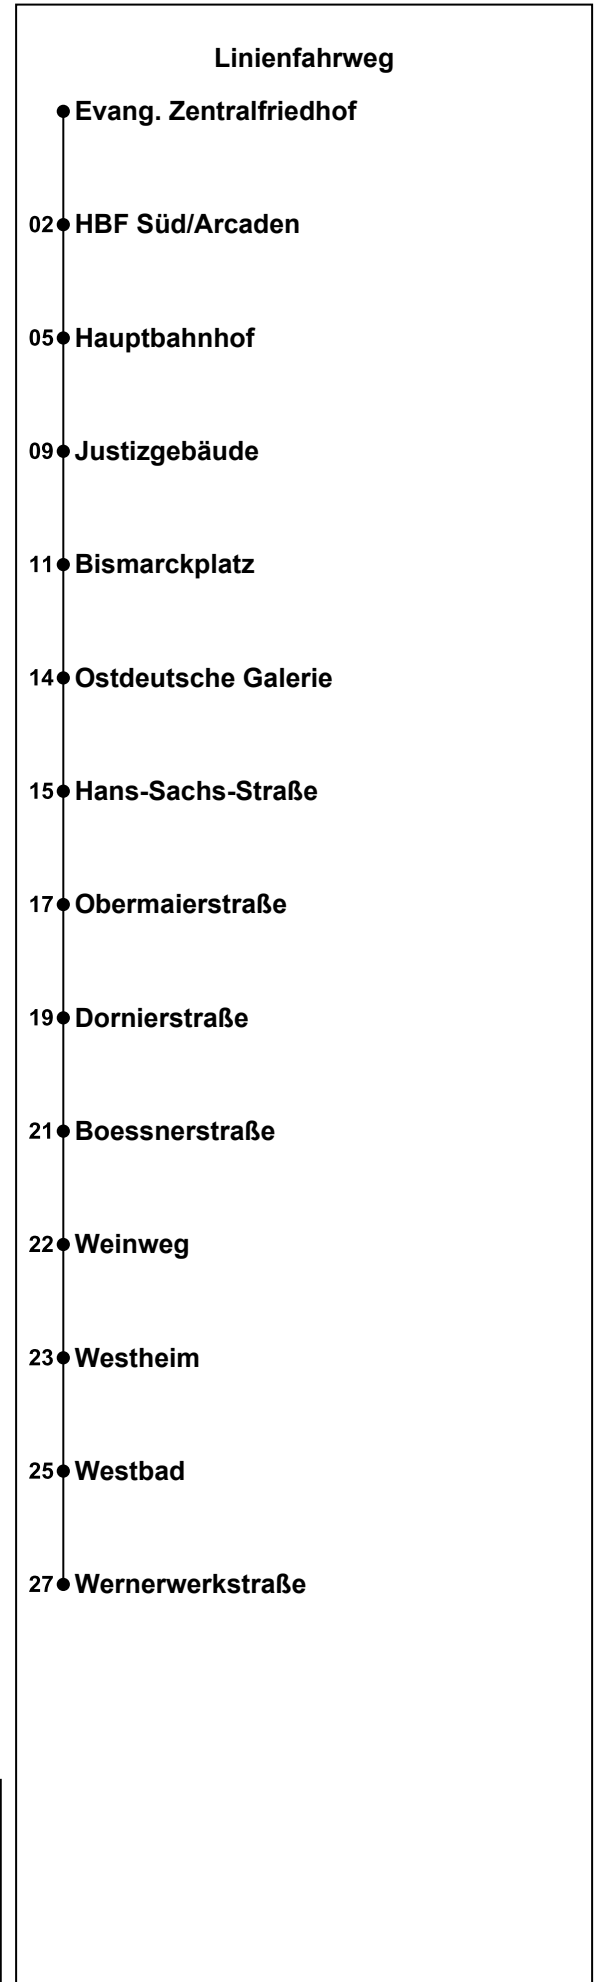 Linienfahrweg
Evang. Zentralfriedhof
02 HBF Süd/Arcaden
05 Hauptbahnhof
09 Justizgebäude
11 Bismarckplatz
14 Ostdeutsche Galerie
15 Hans-Sachs-Straße
17 Obermaierstraße
19 Dornierstraße
21 Boessnerstraße
22 Weinweg
23 Westheim
25 Westbad
27 Wernerwerkstraße